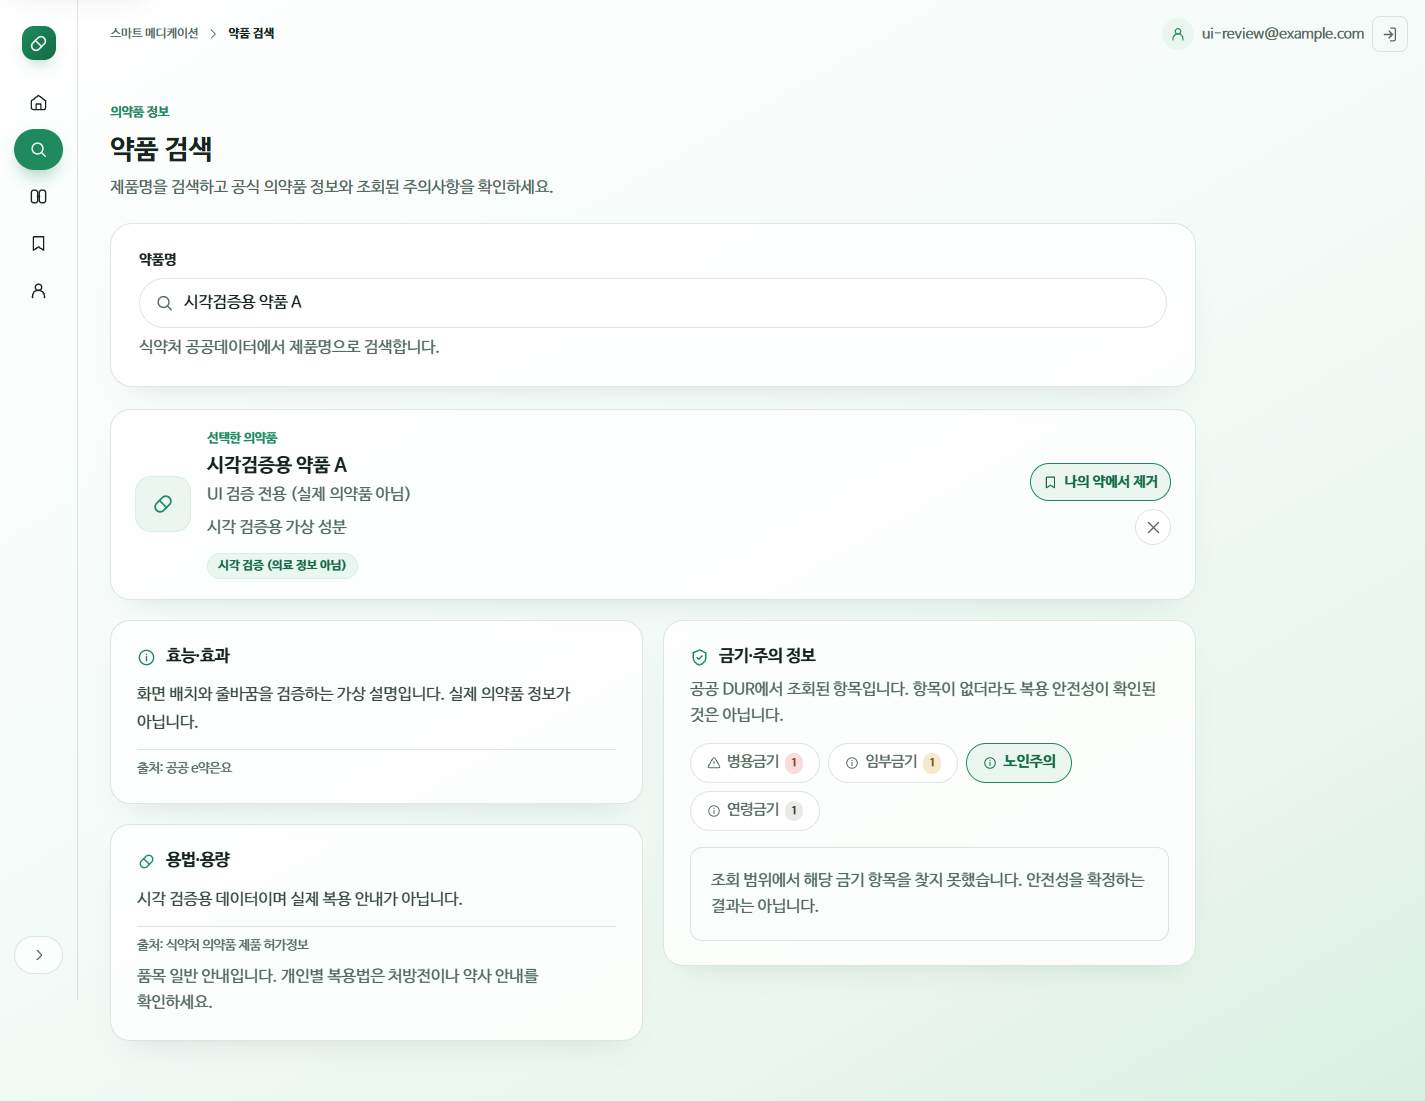 스마트 메디케이션 > 약품 검색
ui-review@example.com
의약품 정보
약품 검색
제품명을 검색하고 공식 의약품 정보와 조회된 주의사항을 확인하세요.
약품명
시각검증용 약품 A
식약처 공공데이터에서 제품명으로 검색합니다.
선택한 의약품
시각검증용 약품 A
UI 검증 전용 (실제 의약품 아님)
시각 검증용 가상 성분
시각 검증 (의료 정보 아님)
나의 약에서 제거
효능·효과
화면 배치와 줄바꿈을 검증하는 가상 설명입니다. 실제 의약품 정보가
아닙니다.
출처: 공공 e약은요
용법·용량
시각 검증용 데이터이며 실제 복용 안내가 아닙니다.
출처: 식약처 의약품 제품 허가정보
품목 일반 안내입니다. 개인별 복용법은 처방전이나 약사 안내를
확인하세요.
금기·주의 정보
공공 DUR에서 조회된 항목입니다. 항목이 없더라도 복용 안전성이 확인된
것은 아닙니다.
병용금기 1 임부금기 1 노인주의
연령금기 1
조회 범위에서 해당 금기 항목을 찾지 못했습니다. 안전성을 확정하는
결과는 아닙니다.